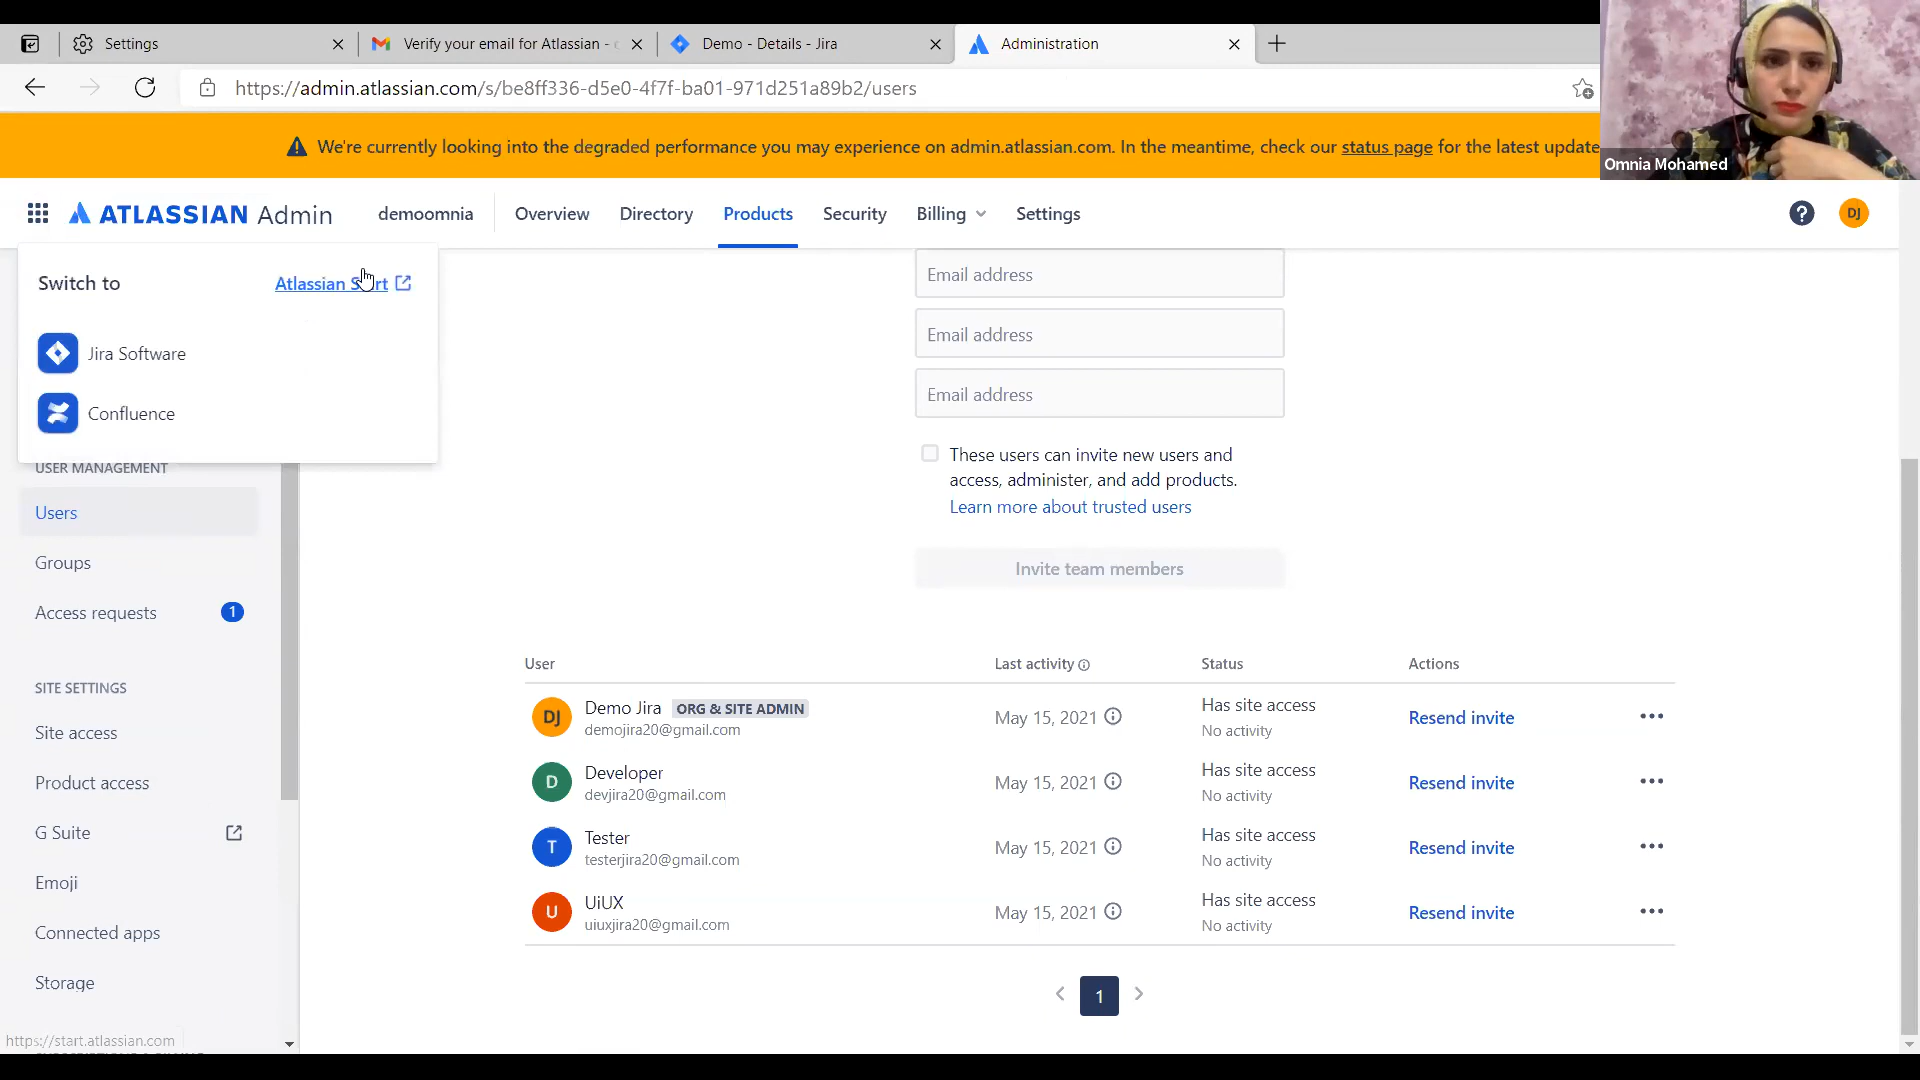 Settings
Verify your email for Atlassian -
Demo - Details - Jira
Administration
https://admin.atlassian.com/s/be8ff336-d5e0-4f7f-ba01-971d251a89b2/users
We're currently looking into the degraded performance you may experience on admin.atlassian.com. In the meantime, check our status page for the latest update
Omnia Mohamed
ATLASSIAN Admin
demoomnia
Overview
Directory
Products
Security
Billing
Settings
?
DJ
Switch to
Atlassian Start
Jira Software
Confluence
USER MANAGEMENT
Users
Groups
Access requests
1
SITE SETTINGS
Site access
Product access
G Suite
Emoji
Connected apps
Storage
https://start.atlassian.com
Email address
Email address
Email address
These users can invite new users and
access, administer, and add products.
Learn more about trusted users
Invite team members
User
Last activity
Status
Actions
DJ
Demo Jira
ORG & SITE ADMIN
demojira20@gmail.com
May 15, 2021
Has site access
No activity
Resend invite
D
Developer
devjira20@gmail.com
May 15, 2021
Has site access
No activity
Resend invite
T
Tester
testerjira20@gmail.com
May 15, 2021
Has site access
No activity
Resend invite
U
UiUX
uiuxjira20@gmail.com
May 15, 2021
Has site access
No activity
Resend invite
1